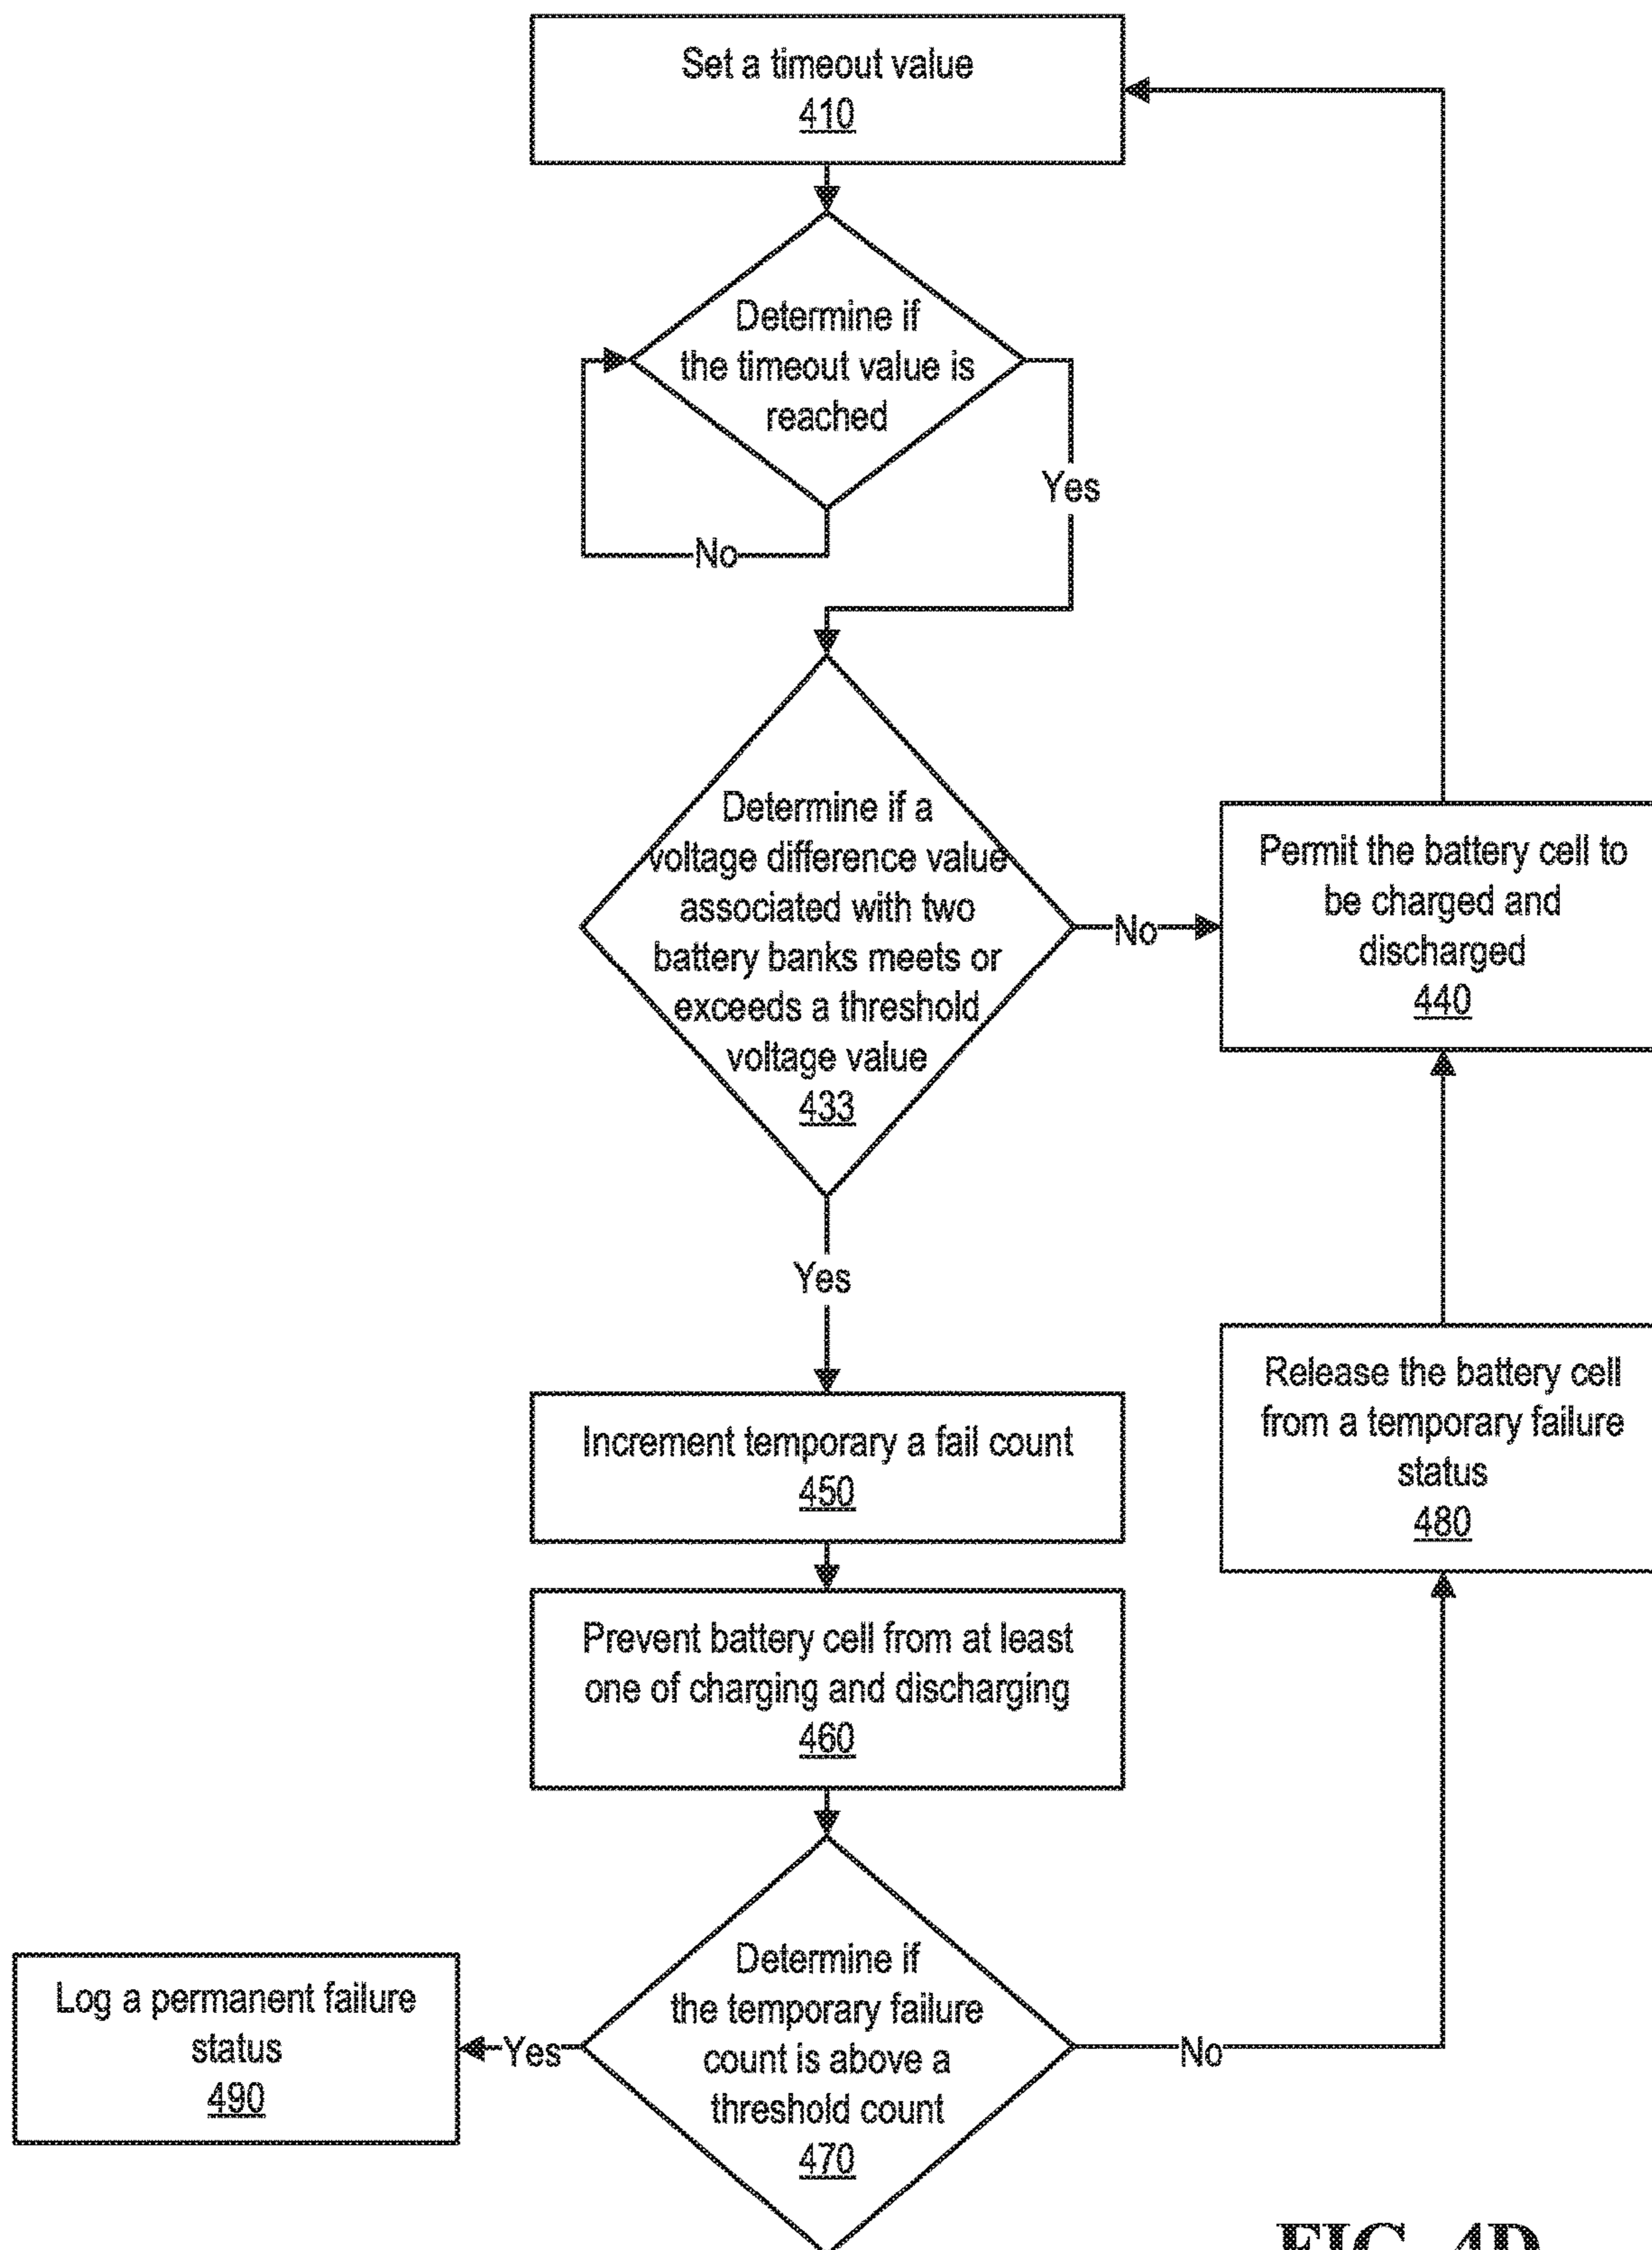 Set a timeout value
410
Determine if
the timeout value is
reached
Yes
No
Determine if a
voltage difference value
associated with two
battery banks meets or
exceeds a threshold
voltage value
433
No
Permit the battery cell to
be charged and
discharged
440
Yes
Increment temporary a fail count
450
Release the battery cell
from a temporary failure
status
480
Prevent battery cell from at least
one of charging and discharging
460
Determine if
the temporary failure
count is above a
threshold count
470
Yes
No
Log a permanent failure
status
490
FIG. 4D